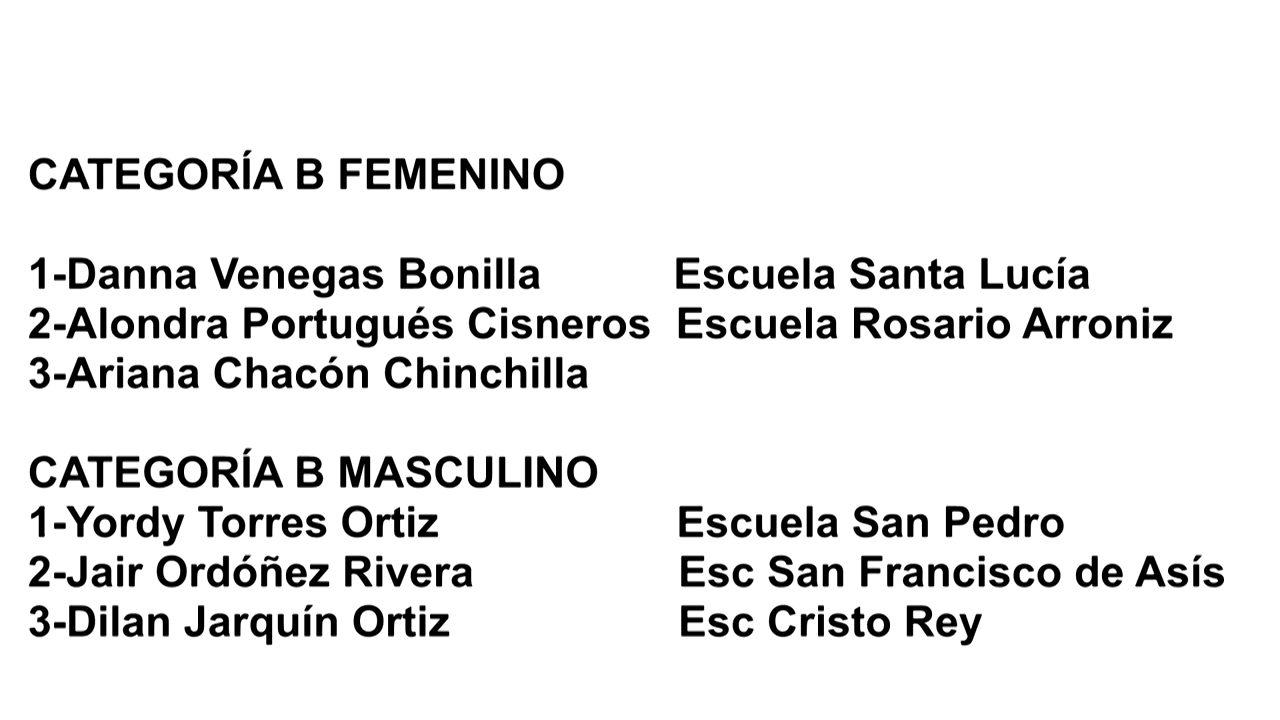 CATEGORÍA B FEMENINO
1-Danna Venegas Bonilla Escuela Santa Lucía
2-Alondra Portugués Cisneros Escuela Rosario Arroniz
3-Ariana Chacón Chinchilla
CATEGORÍA B MASCULINO
1-Yordy Torres Ortiz Escuela San Pedro
2-Jair Ordóñez Rivera Esc San Francisco de Asís
3-Dilan Jarquín Ortiz Esc Cristo Rey